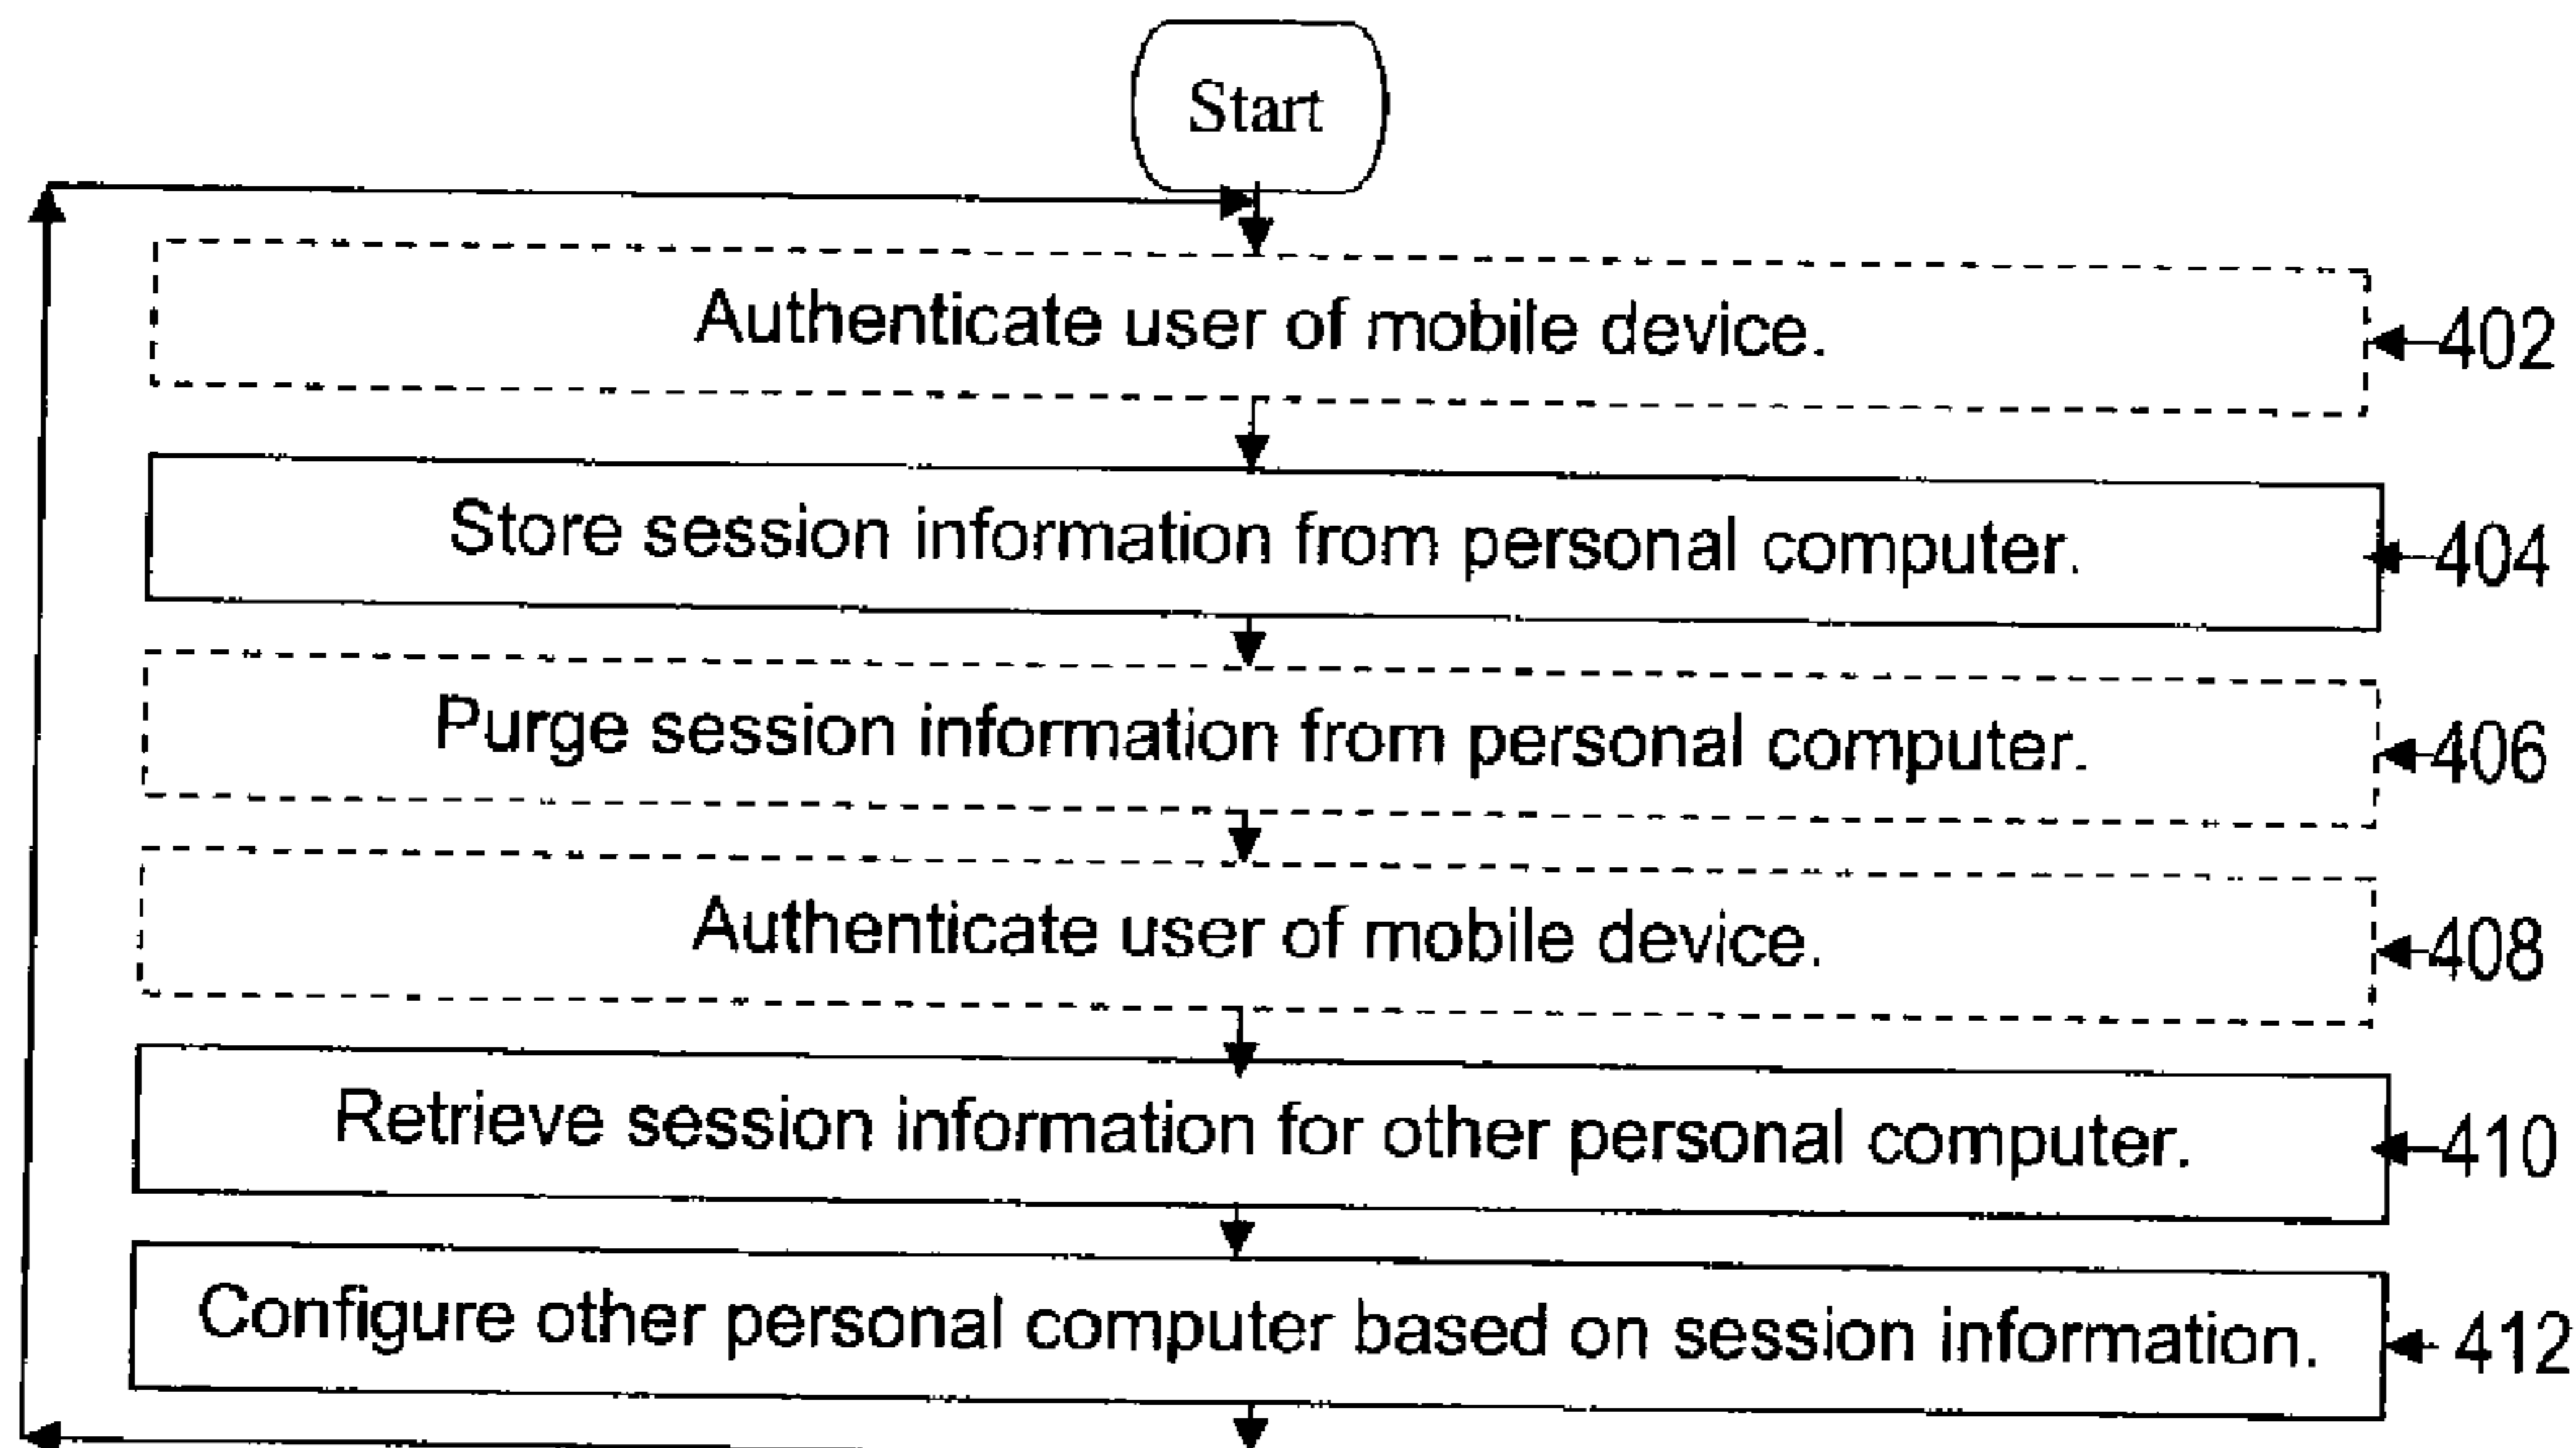 Start
Authenticate user of mobile device.
402
Store session information from personal computer.
404
Purge session information from personal computer.
406
Authenticate user of mobile device.
408
Retrieve session information for other personal computer.
410
Configure other personal computer based on session information.
412